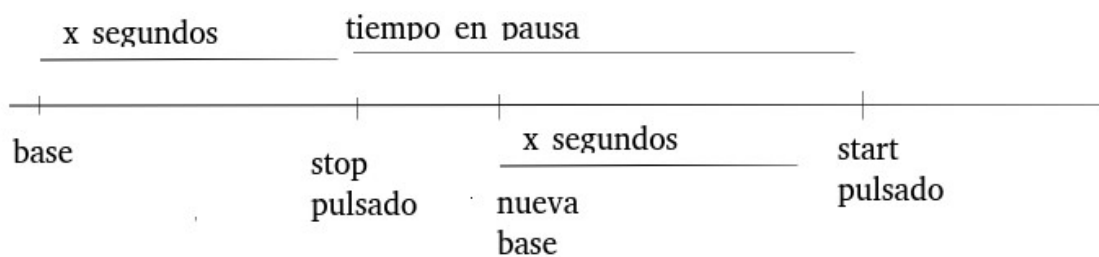 x segundos
tiempo en pausa
base
stop
pulsado
x segundos
nueva
base
start
pulsado